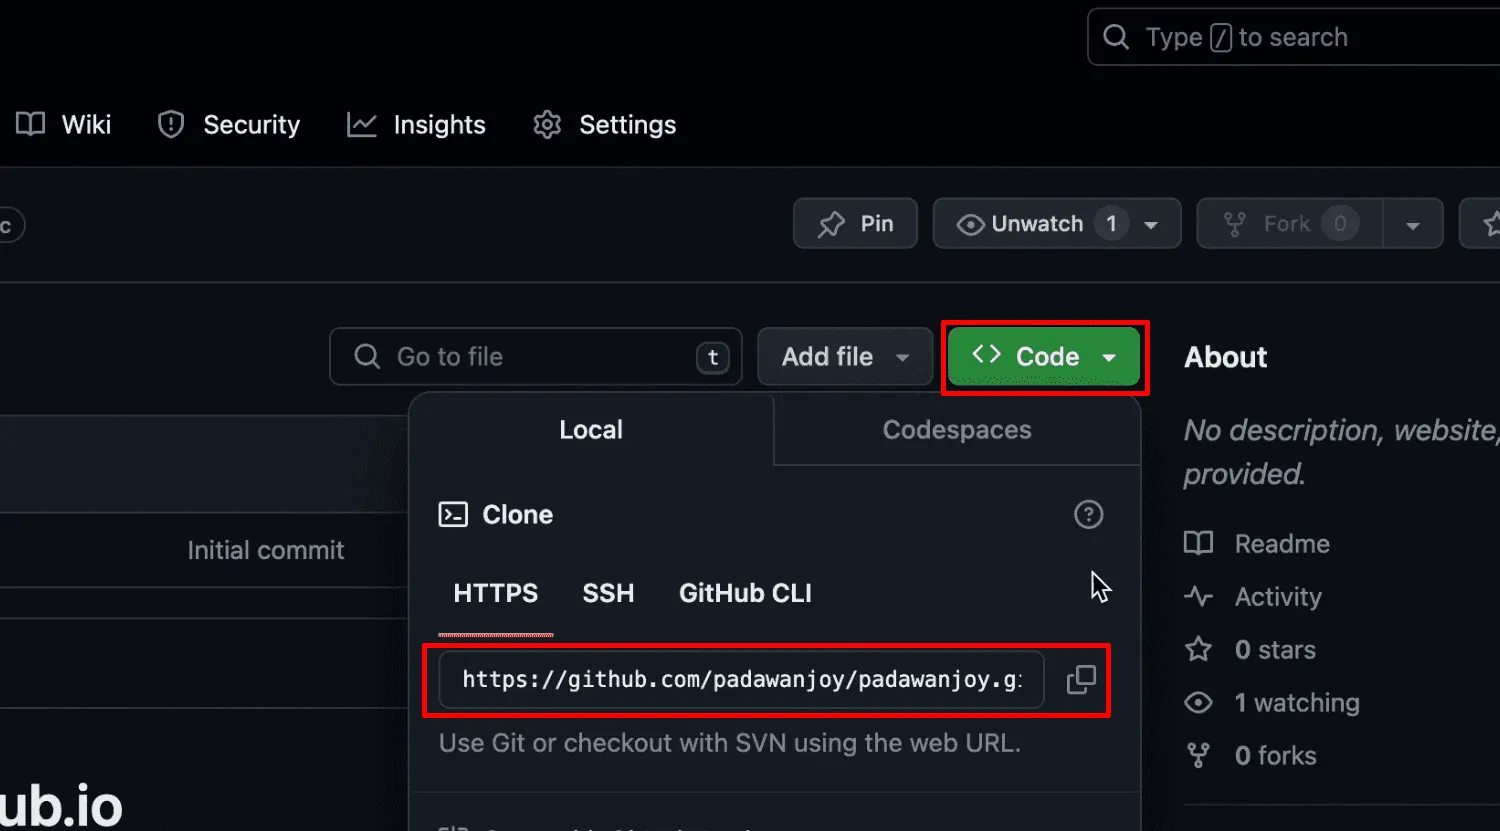 Type / to search
Wiki Security Insights Settings
c
Pin Unwatch 1 Fork 0
Go to file t Add file <> Code About
Local Codespaces
No description, website,
provided.
Clone
Initial commit
Readme
HTTPS SSH GitHub CLI
Activity
0 stars
https://github.com/padawanjoy/padawanjoy.g
1 watching
Use Git or checkout with SVN using the web URL.
0 forks
ub.io